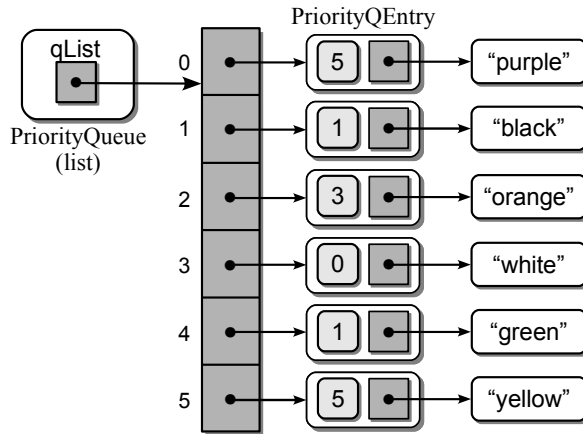 PriorityQEntry
qList
PriorityQueue
(list)
0 5 “purple”
1 1 “black”
2 3 “orange”
3 0 “white”
4 1 “green”
5 5 “yellow”